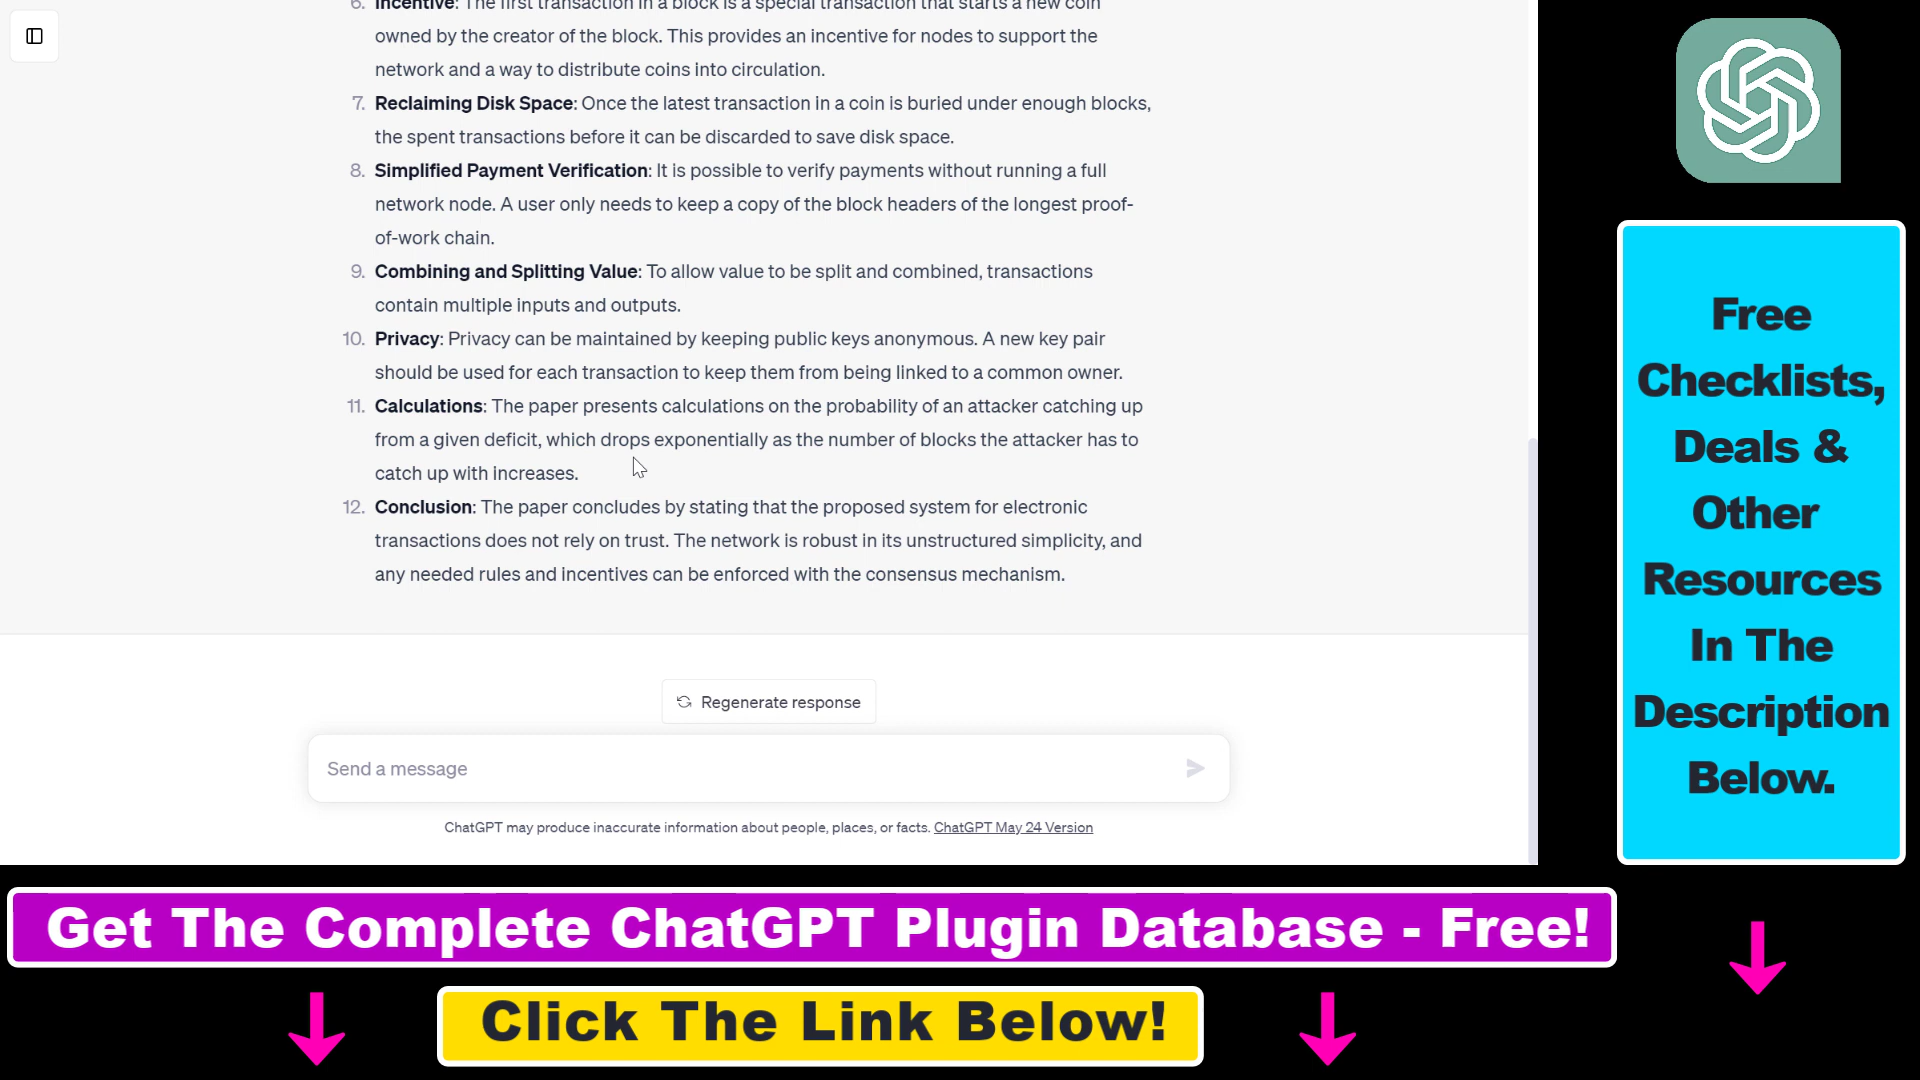 6. Incentive: The first transaction in a block is a special transaction that starts a new coin
owned by the creator of the block. This provides an incentive for nodes to support the
network and a way to distribute coins into circulation.
7. Reclaiming Disk Space: Once the latest transaction in a coin is buried under enough blocks,
the spent transactions before it can be discarded to save disk space.
8. Simplified Payment Verification: It is possible to verify payments without running a full
network node. A user only needs to keep a copy of the block headers of the longest proof-
of-work chain.
9. Combining and Splitting Value: To allow value to be split and combined, transactions
contain multiple inputs and outputs.
10. Privacy: Privacy can be maintained by keeping public keys anonymous. A new key pair
should be used for each transaction to keep them from being linked to a common owner.
11. Calculations: The paper presents calculations on the probability of an attacker catching up
from a given deficit, which drops exponentially as the number of blocks the attacker has to
catch up with increases.
12. Conclusion: The paper concludes by stating that the proposed system for electronic
transactions does not rely on trust. The network is robust in its unstructured simplicity, and
any needed rules and incentives can be enforced with the consensus mechanism.
Regenerate response
Send a message
ChatGPT may produce inaccurate information about people, places, or facts. ChatGPT May 24 Version
Free
Checklists,
Deals &
Other
Resources
In The
Description
Below.
Get The Complete ChatGPT Plugin Database - Free!
Click The Link Below!